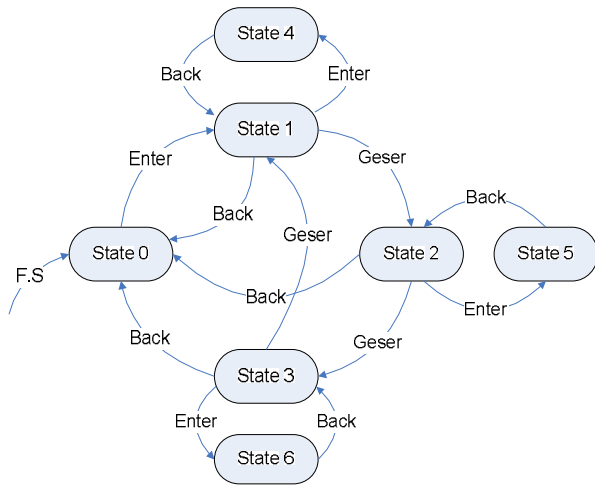 State 4
Back
Enter
State 1
Enter
Geser
Back
Back
Geser
State 0
State 2
State 5
F.S
Back
Enter
Back
Geser
State 3
Enter
Back
State 6